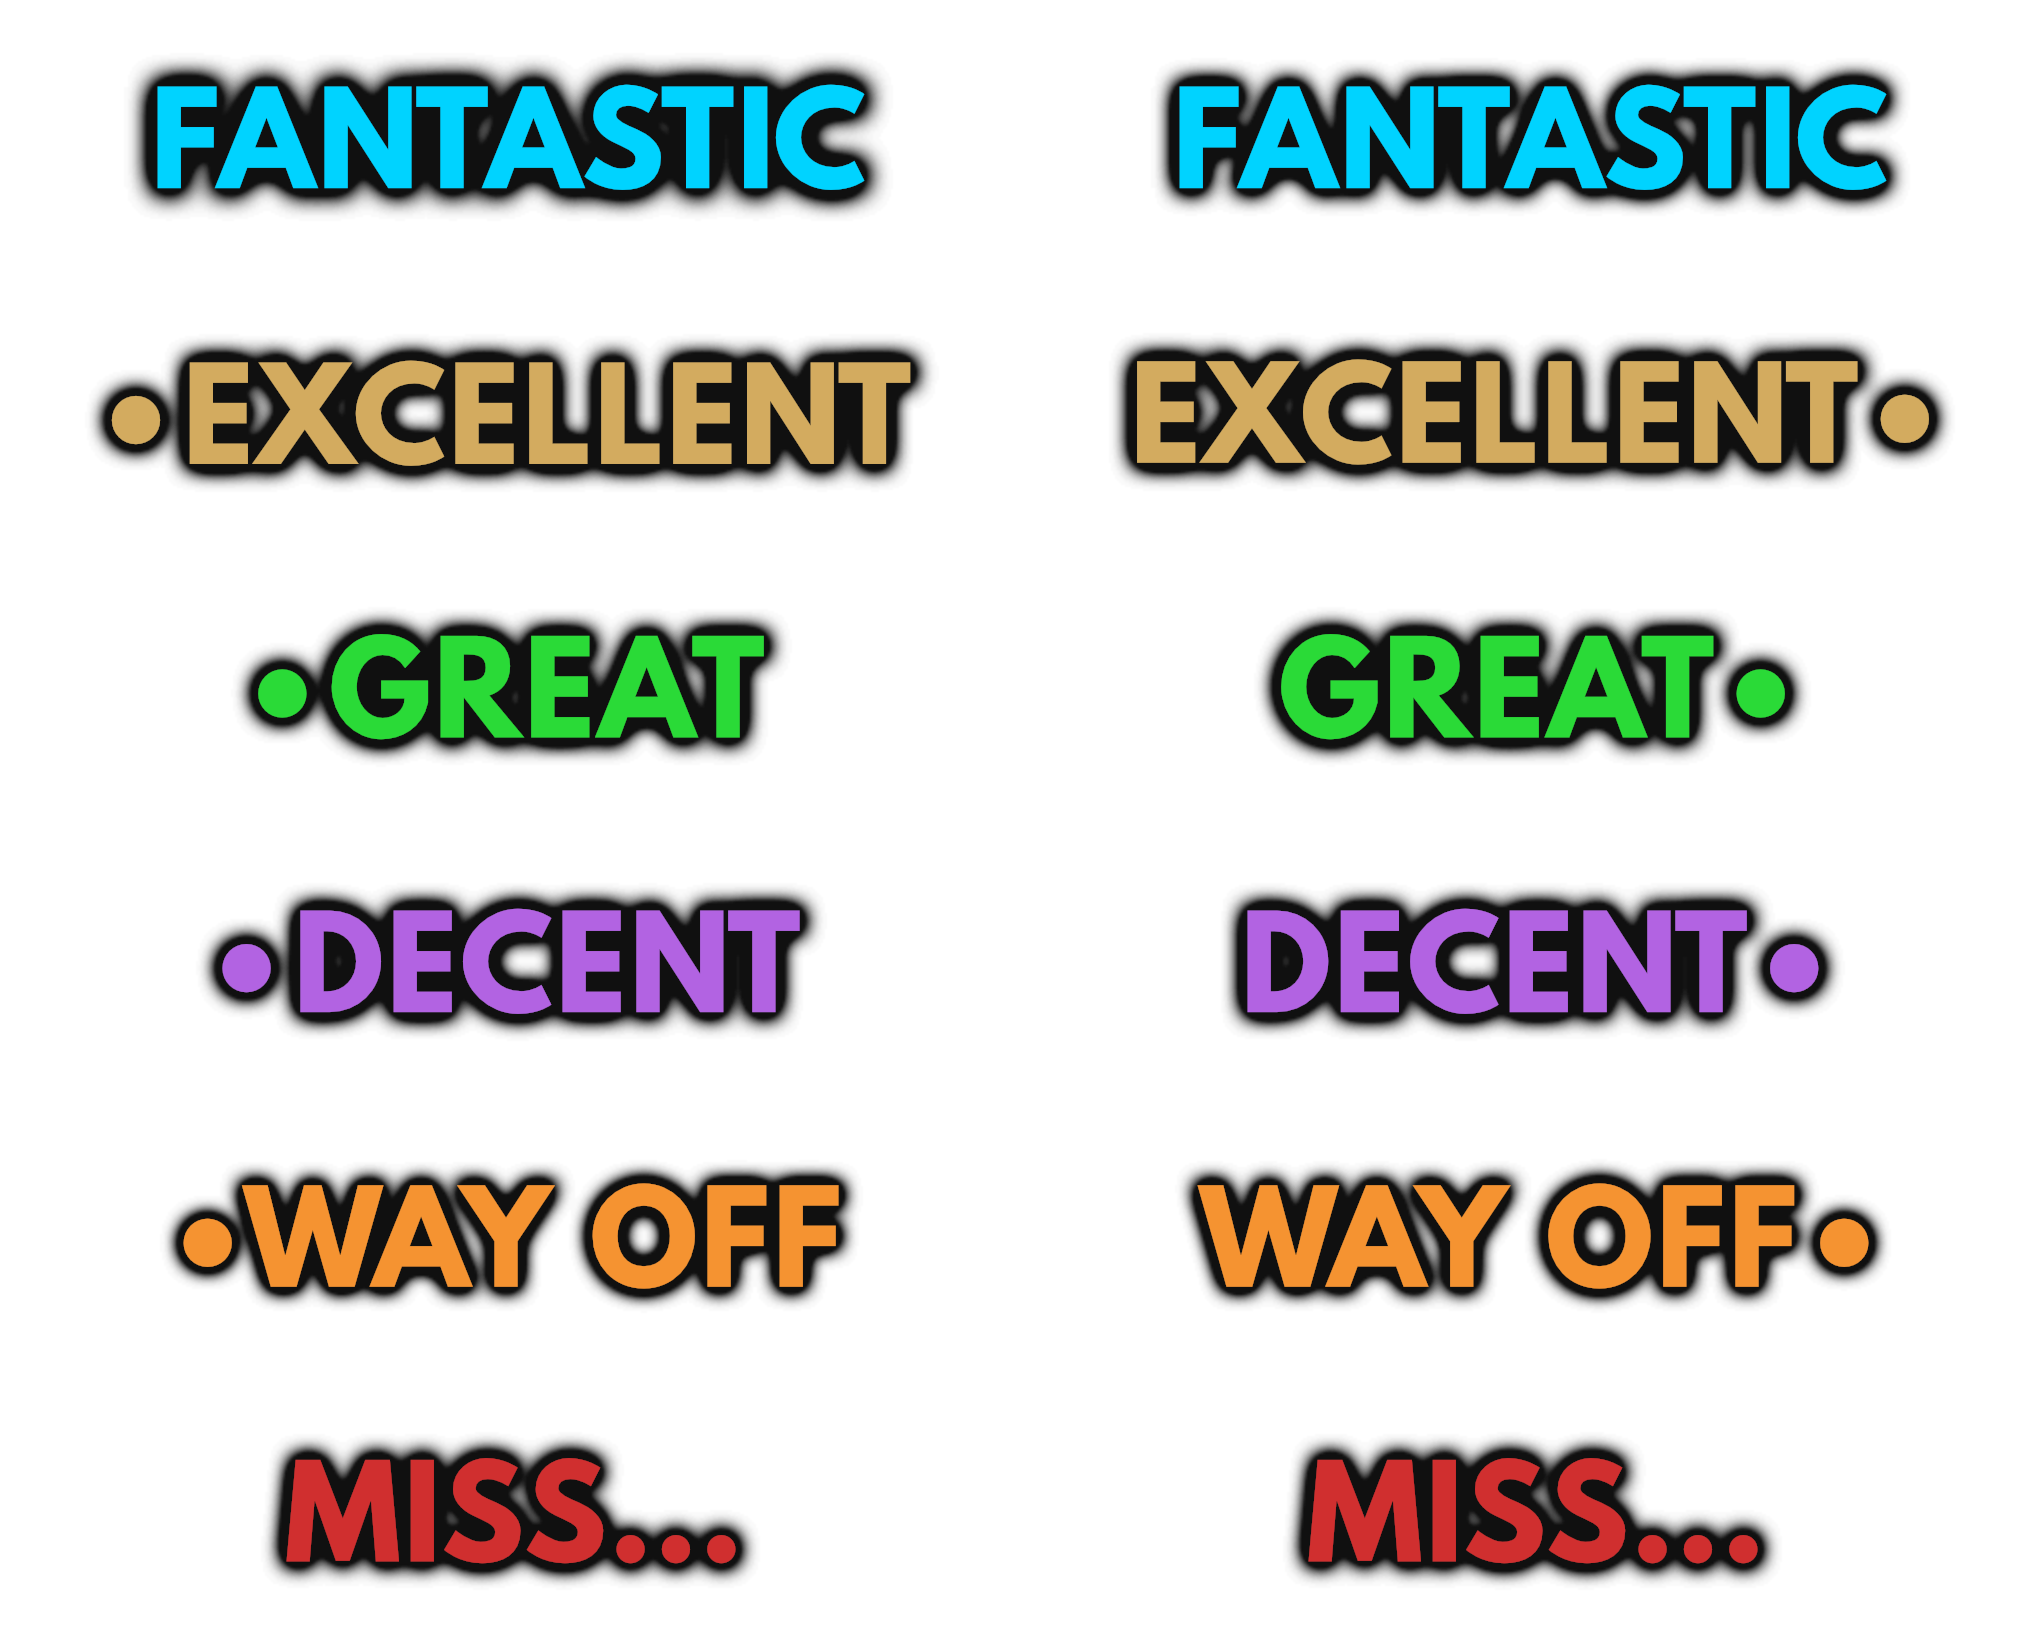 FANTASTIC FANTASTIC
•EXCELLENT EXCELLENT•
•GREAT GREAT•
•DECENT DECENT•
•WAY OFF WAY OFF•
MISS... MISS...